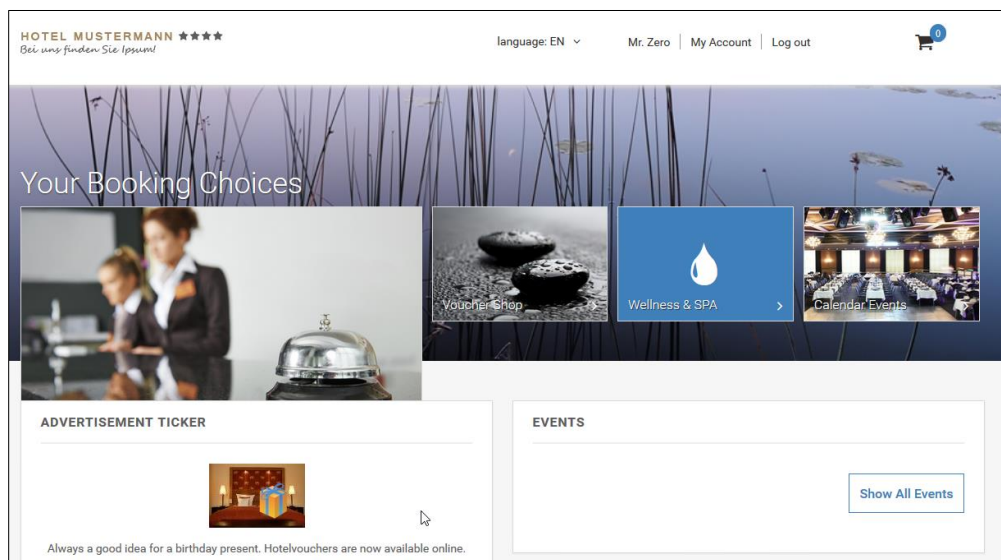 HOTEL MUSTERMANN ★★★★
Bei uns finden Sie Ipsum!
language: EN
Mr. Zero | My Account | Log out
0
Your Booking Choices
Voucher Shop
Wellness & SPA
Calendar Events
ADVERTISEMENT TICKER
Always a good idea for a birthday present. Hotelvouchers are now available online.
EVENTS
Show All Events